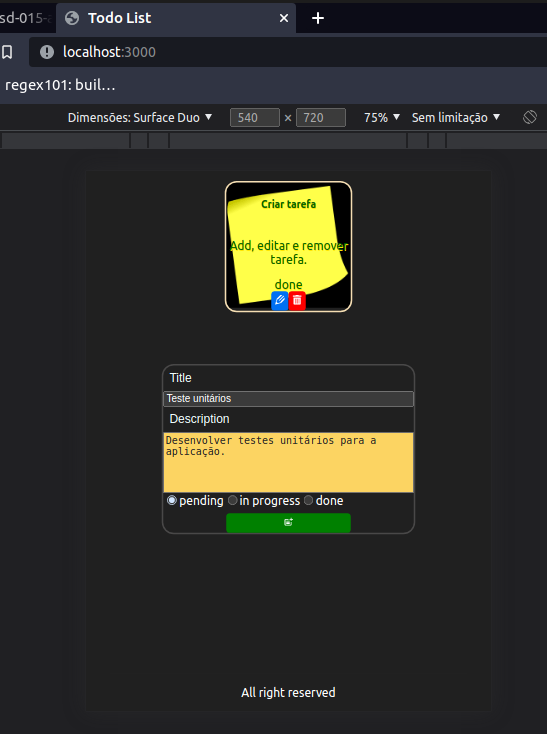 sd-015-a
Todo List
localhost:3000
regex101: buil…
Dimensões: Surface Duo 540 × 720 75% Sem limitação
Criar tarefa
Add, editar e remover
tarefa.
done
Title
Teste unitários
Description
Desenvolver testes unitários para a
aplicação.
pending in progress done
All right reserved